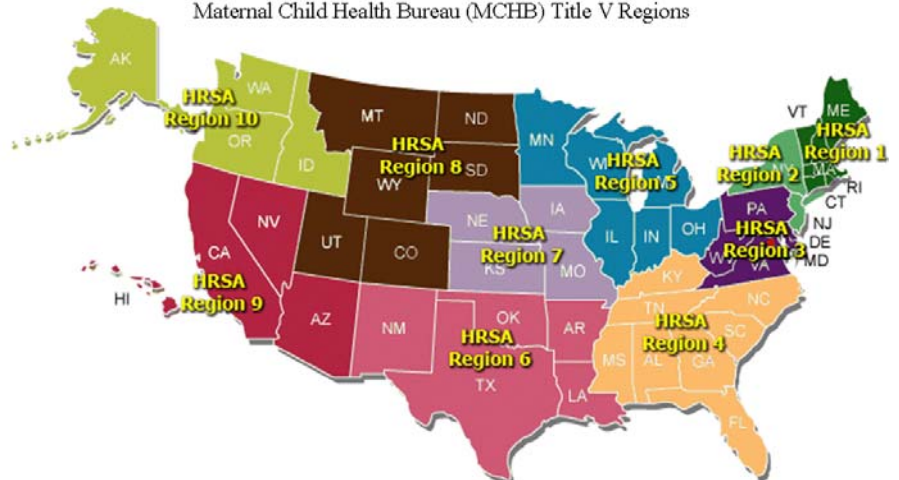 Maternal Child Health Bureau (MCHB) Title V Regions
AK
WA
HRSA
Region 10
OR
ID
MT
ND
HRSA
Region 8
SD
WY
UT
CO
MN
WI
HRSA
Region 5
IL
IN
OH
VT
ME
HRSA
Region 1
MA
RI
CT
HRSA
Region 2
NY
NJ
DE
MD
PA
HRSA
Region 3
VA
NE
IA
HRSA
Region 7
KS
MO
NV
CA
HRSA
Region 9
HI
AZ
NM
OK
AR
HRSA
Region 6
TX
LA
KY
NC
TN
HRSA
Region 4
SC
MS
AL
GA
FL